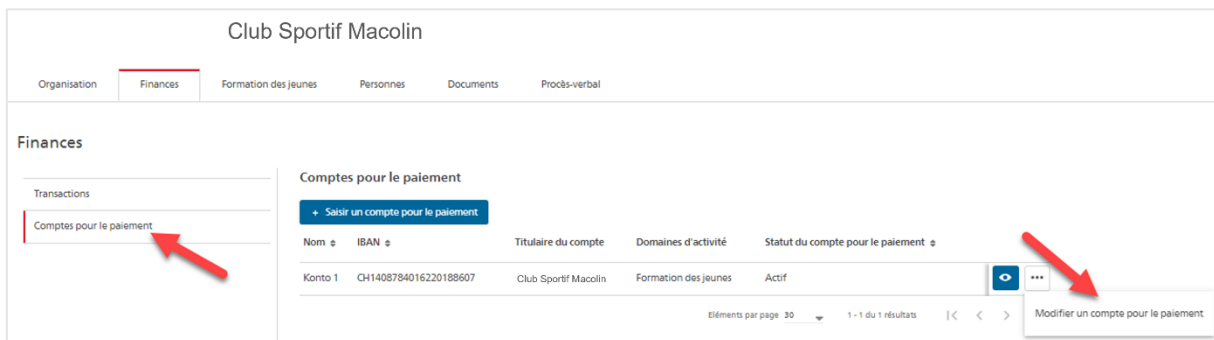 Club Sportif Macolin
Organisation Finances Formation des jeunes Personnes Documents Procès-verbal
Finances
Comptes pour le paiement
Transactions
+ Saisir un compte pour le paiement
Comptes pour le paiement
Nom IBAN Titulaire du compte Domaines d'activité Statut du compte pour le paiement
Konto 1 CH1408784016220188607 Club Sportif Macolin Formation des jeunes Actif
Eléments par page 30 1 - 1 du 1 résultats
Modifier un compte pour le paiement